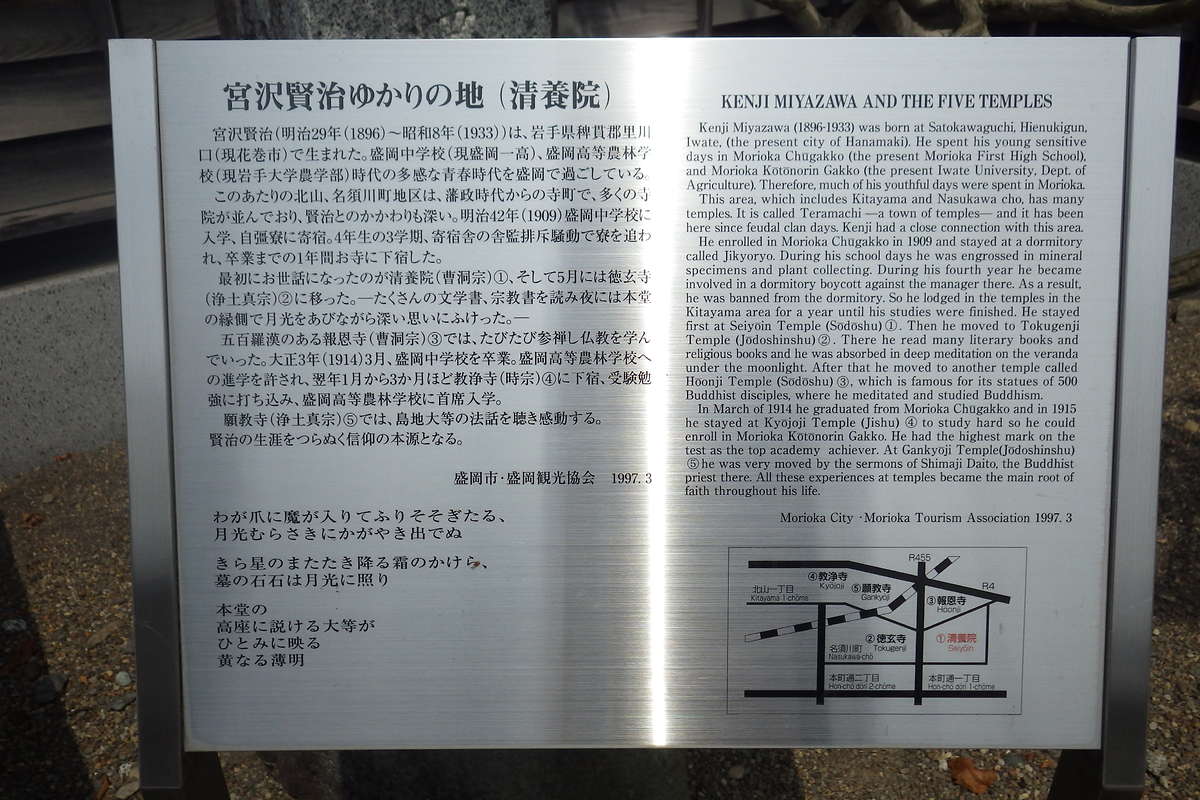 宮沢賢治ゆかりの地（清養院）
宮沢賢治（明治29年（1896）～昭和8年（1933））は、岩手県稗貫郡里川
口（現花巻市）で生まれた。盛岡中学校（現盛岡一高）、盛岡高等農林学
校（現岩手大学農学部）時代の多感な青春時代を盛岡で過ごしている。
このあたりの北山、名須川町地区は、藩政時代からの寺町で、多くの寺
院が並んでおり、賢治とのかかわりも深い。明治42年（1909）盛岡中学校に
入学、自彊寮に寄宿。4年生の3学期、寄宿舎の舎監排斥騒動で寮を追わ
れ、卒業までの1年間お寺に下宿した。
最初にお世話になったのが清養院（曹洞宗）①、そして5月には徳玄寺
（浄土真宗）②に移った。―たくさんの文学書、宗教書を読み夜には本堂
の縁側で月光をあびながら深い思いにふけった。―
五百羅漢のある報恩寺（曹洞宗）③では、たびたび参禅し仏教を学ん
でいった。大正3年（1914）3月、盛岡中学校を卒業。盛岡高等農林学校へ
の進学を許され、翌年1月から3か月ほど教浄寺（時宗）④に下宿、受験勉
強に打ち込み、盛岡高等農林学校に首席入学。
願教寺（浄土真宗）⑤では、島地大等の法話を聴き感動する。
賢治の生涯をつらぬく信仰の本源となる。
盛岡市・盛岡観光協会 1997. 3
わが爪に魔が入りてふりそそぎたる、
月光むらさきにかがやき出でぬ
きら星のまたたき降る霜のかけら、
墓の石石は月光に照り
本堂の
高座に説ける大等が
ひとみに映る
黄なる薄明
KENJI MIYAZAWA AND THE FIVE TEMPLES
Kenji Miyazawa (1896-1933) was born at Satokawaguchi, Hienukigun,
Iwate, (the present city of Hanamaki). He spent his young sensitive
days in Morioka Chūgakko (the present Morioka First High School),
and Morioka Kōtōnōrin Gakko (the present Iwate University, Dept. of
Agriculture). Therefore, much of his youthful days were spent in Morioka.
This area, which includes Kitayama and Nasukawa cho, has many
temples. It is called Teramachi —a town of temples— and it has been
here since feudal clan days. Kenji had a close connection with this area.
He enrolled in Morioka Chūgakko in 1909 and stayed at a dormitory
called Jikyoryo. During his school days he was engrossed in mineral
specimens and plant collecting. During his fourth year he became
involved in a dormitory boycott against the manager there. As a result,
he was banned from the dormitory. So he lodged in the temples in the
Kitayama area for a year until his studies were finished. He stayed
first at Seiyōin Temple (Sōdōshu) ①. Then he moved to Tokugenji
Temple (Jōdoshinshu) ②. There he read many literary books and
religious books and he was absorbed in deep meditation on the veranda
under the moonlight. After that he moved to another temple called
Hōonji Temple (Sōdōshu) ③, which is famous for its statues of 500
Buddhist disciples, where he meditated and studied Buddhism.
In March of 1914 he graduated from Morioka Chūgakko and in 1915
he stayed at Kyōjoji Temple (Jishu) ④ to study hard so he could
enroll in Morioka Kōtōnōrin Gakko. He had the highest mark on the
test as the top academy achiever. At Gankyoji Temple(Jōdoshinshu)
⑤he was very moved by the sermons of Shimaji Daito, the Buddhist
priest there. All these experiences at temples became the main root of
faith throughout his life.
Morioka City ・Morioka Tourism Association 1997. 3
R455
④教浄寺
Kyōjoji
⑤願教寺
Gankyoji
R4
北山一丁目
Kitayama 1-chōme
③報恩寺
Hōonji
②徳玄寺
Tokugenji
①清養院
Seiyōin
名須川町
Nasukawa-chō
本町通二丁目
Hon-chō dōri 2-chōme
本町通一丁目
Hon-chō dōri 1-chōme